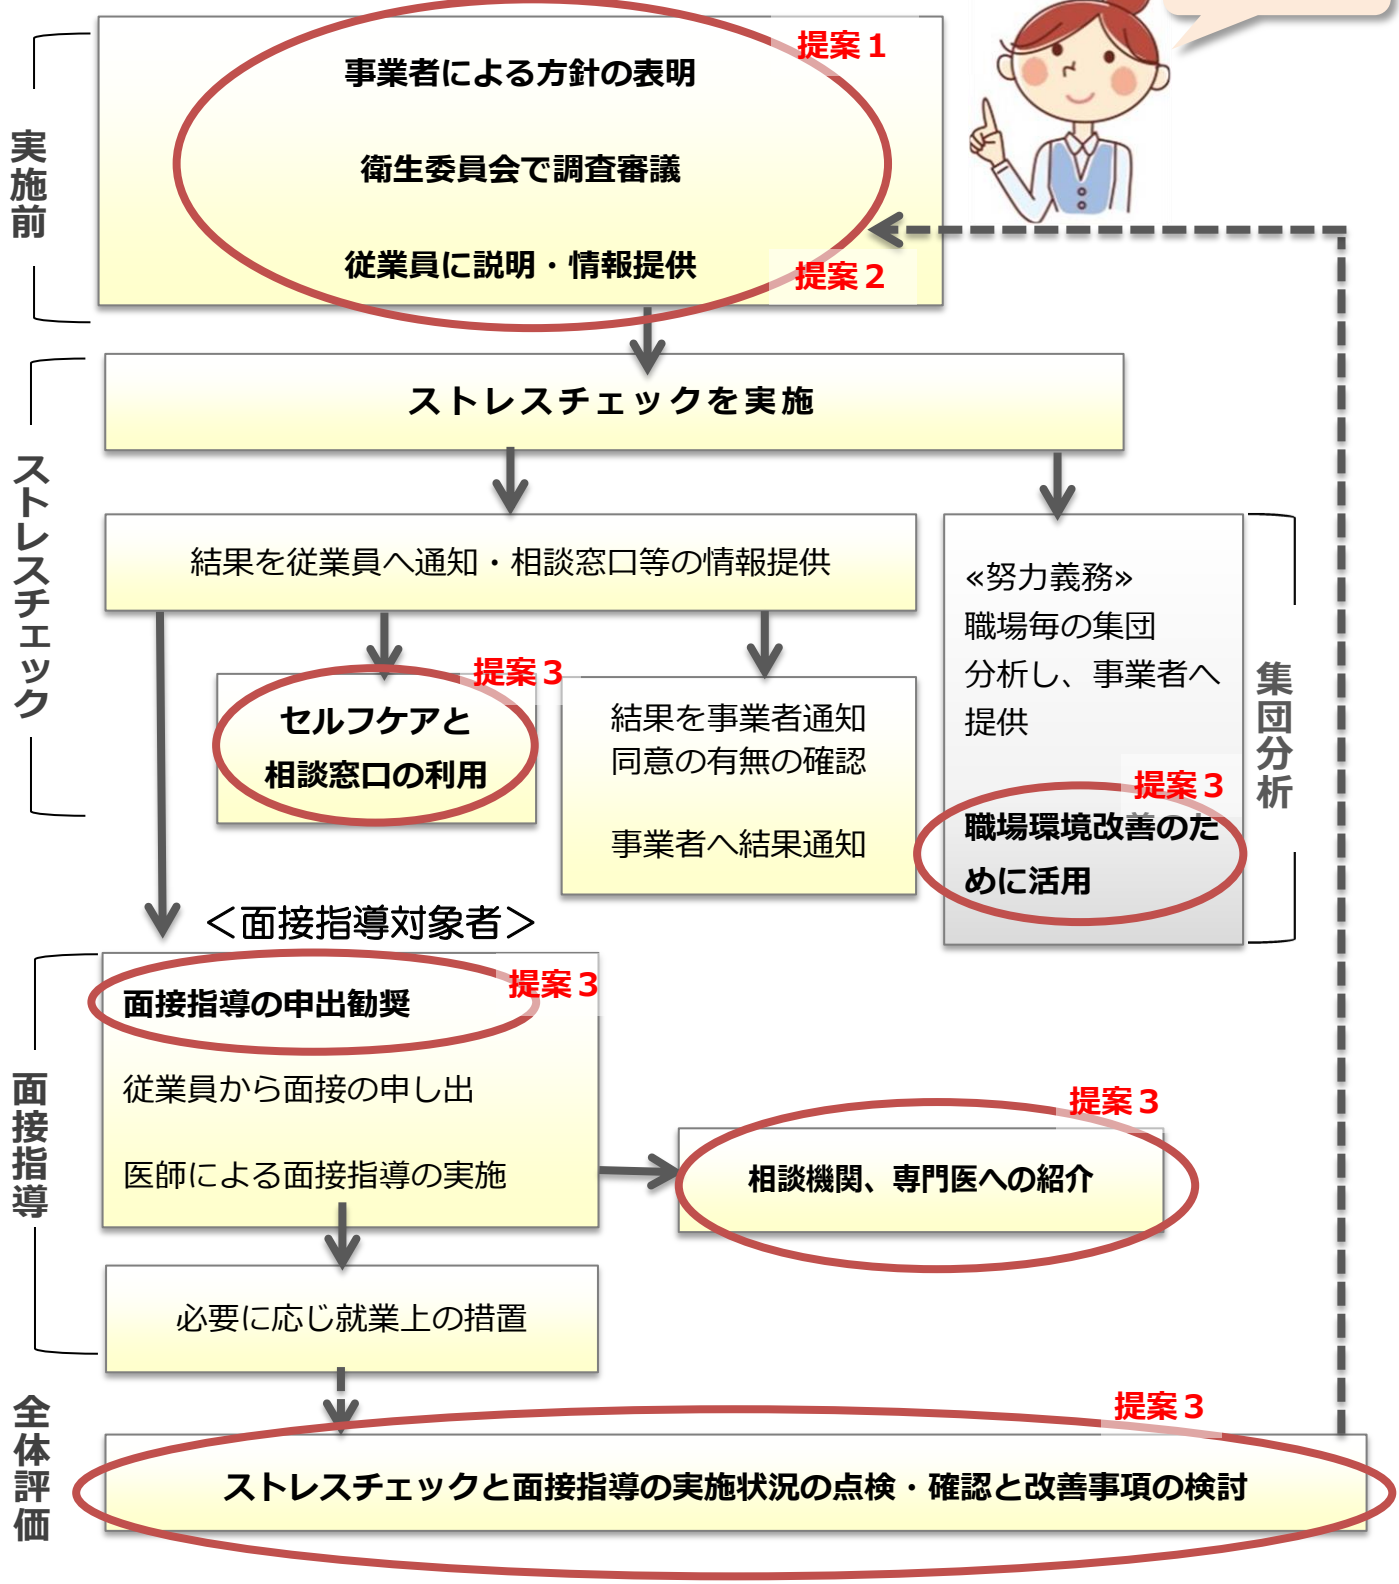 提案１
事業者による方針の表明
実施前
衛生委員会で調査審議
従業員に説明・情報提供
提案２
ストレスチェックを実施
ストレスチェック
結果を従業員へ通知・相談窓口等の情報提供
≪努力義務≫
職場毎の集団
分析し、事業者へ
提供
集団分析
提案３
職場環境改善のた
めに活用
提案３
セルフケアと
相談窓口の利用
結果を事業者通知
同意の有無の確認
事業者へ結果通知
＜面接指導対象者＞
提案３
面接指導の申出勧奨
従業員から面接の申し出
医師による面接指導の実施
面接指導
提案３
相談機関、専門医への紹介
必要に応じ就業上の措置
全体評価
提案３
ストレスチェックと面接指導の実施状況の点検・確認と改善事項の検討